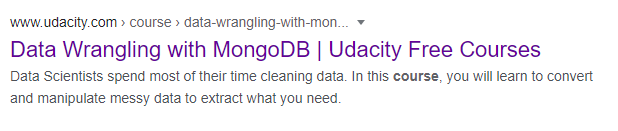 www.udacity.com › course › data-wrangling-with-mon...
Data Wrangling with MongoDB | Udacity Free Courses
Data Scientists spend most of their time cleaning data. In this course, you will learn to convert
and manipulate messy data to extract what you need.